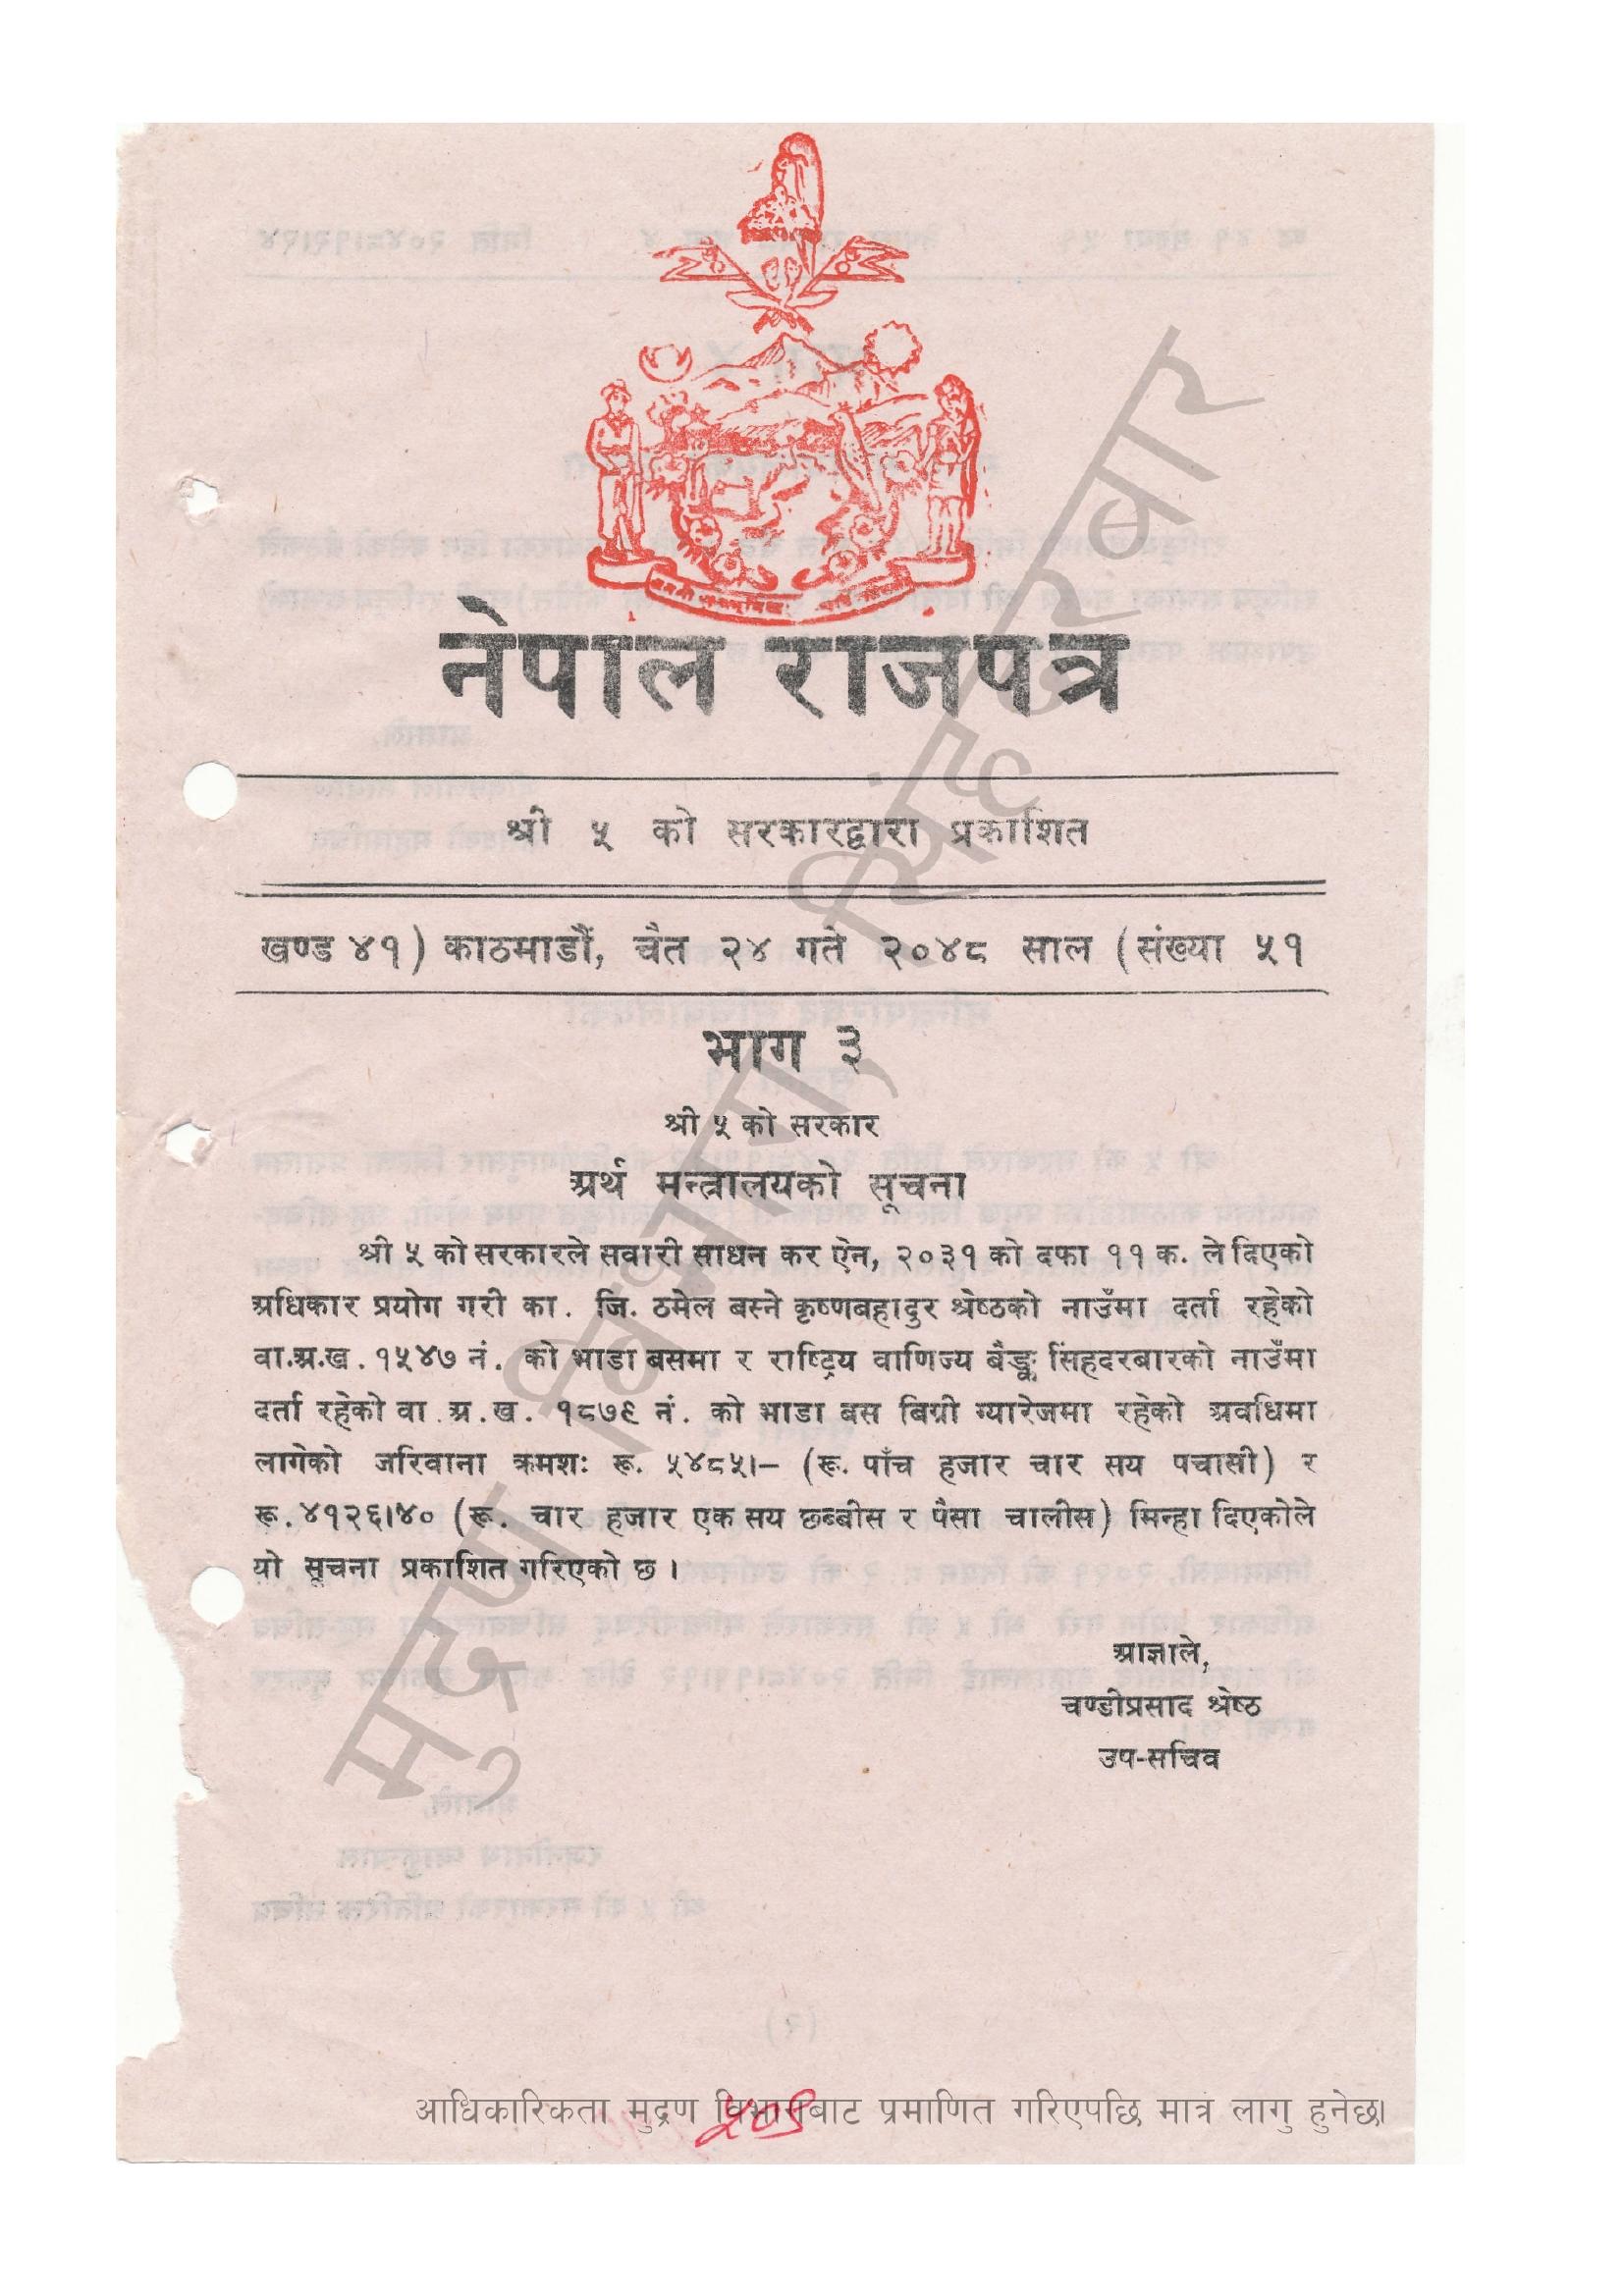 नेपाल राजपत्र
श्री ५ को सरकारद्वारा प्रकाशित
खण्ड ४१) काठमाडौं, चैत २४ गते २०४८ साल (संख्या ५१
भाग ३
श्री ५ को सरकार
अर्थ मन्त्रालयको सूचना
श्री ५ को सरकारले सवारी साधन कर ऐन, २०३१ को दफा ११ क. ले दिएको
अधिकार प्रयोग गरी का. जि. ठमेल बस्ने कृष्णबहादुर श्रेष्ठको नाउँमा दर्ता रहेको
वा.अ.ख. १५४७ नं. को भाडा बसमा र राष्ट्रिय वाणिज्य बैङ्क सिंहदरबारको नाउँमा
दर्ता रहेको वा.अ.ख. १८७९ नं. को भाडा बस बिग्री ग्यारेजमा रहेको अवधिमा
लागेको जरिवाना क्रमशः रू. ५४८५।– (रू. पाँच हजार चार सय पचासी) र
रू. ४१२६।४० (रू. चार हजार एक सय छब्बीस र पैसा चालीस) मिन्हा दिएकोले
यो सूचना प्रकाशित गरिएको छ ।
आज्ञाले,
चण्डीप्रसाद श्रेष्ठ
उप-सचिव
मुद्रण विभाग, सिंहदरबार
आधिकारिकता मुद्रण विभागबाट प्रमाणित गरिएपछि मात्र लागु हुनेछ।